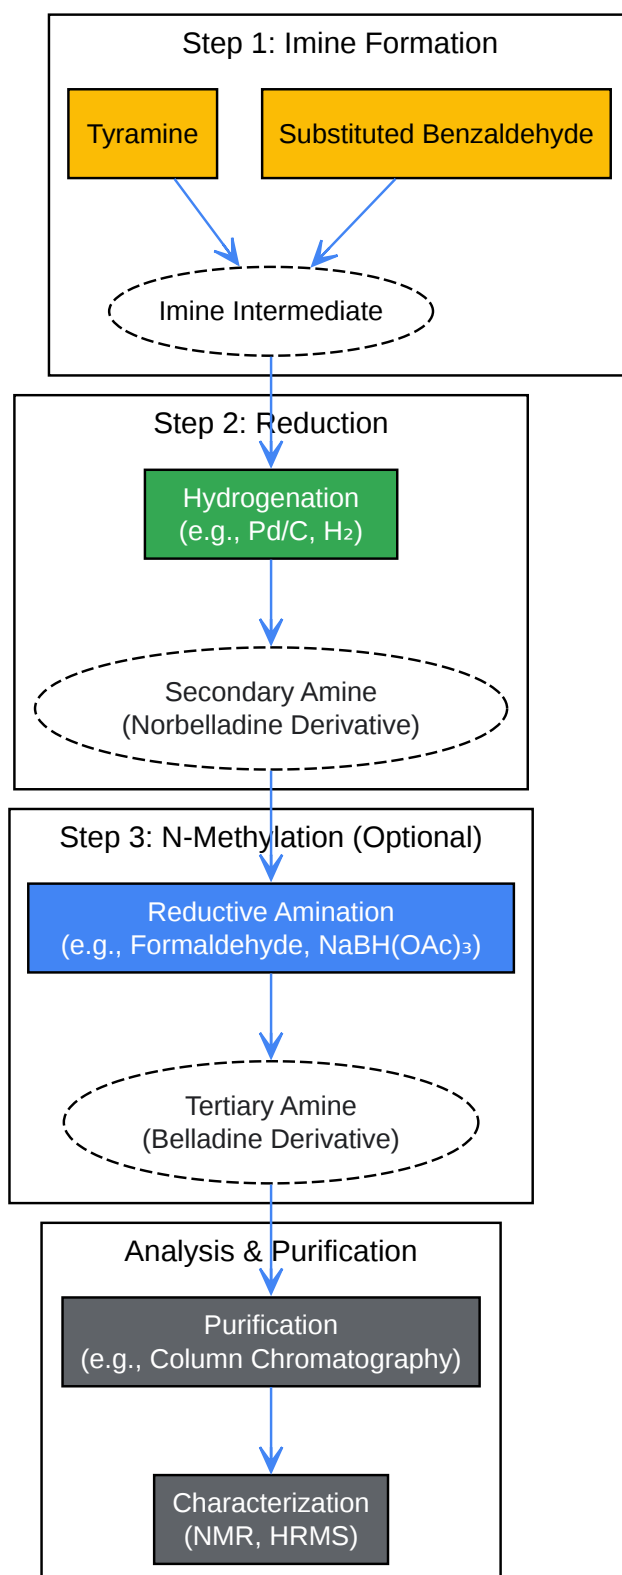 Step 1: Imine Formation
Tyramine
Substituted Benzaldehyde
Imine Intermediate
Step 2: Reduction
Hydrogenation
(e.g., Pd/C, H₂)
Secondary Amine
(Norbelladine Derivative)
Step 3: N-Methylation (Optional)
Reductive Amination
(e.g., Formaldehyde, NaBH(OAc)₃)
Tertiary Amine
(Belladine Derivative)
Analysis & Purification
Purification
(e.g., Column Chromatography)
Characterization
(NMR, HRMS)